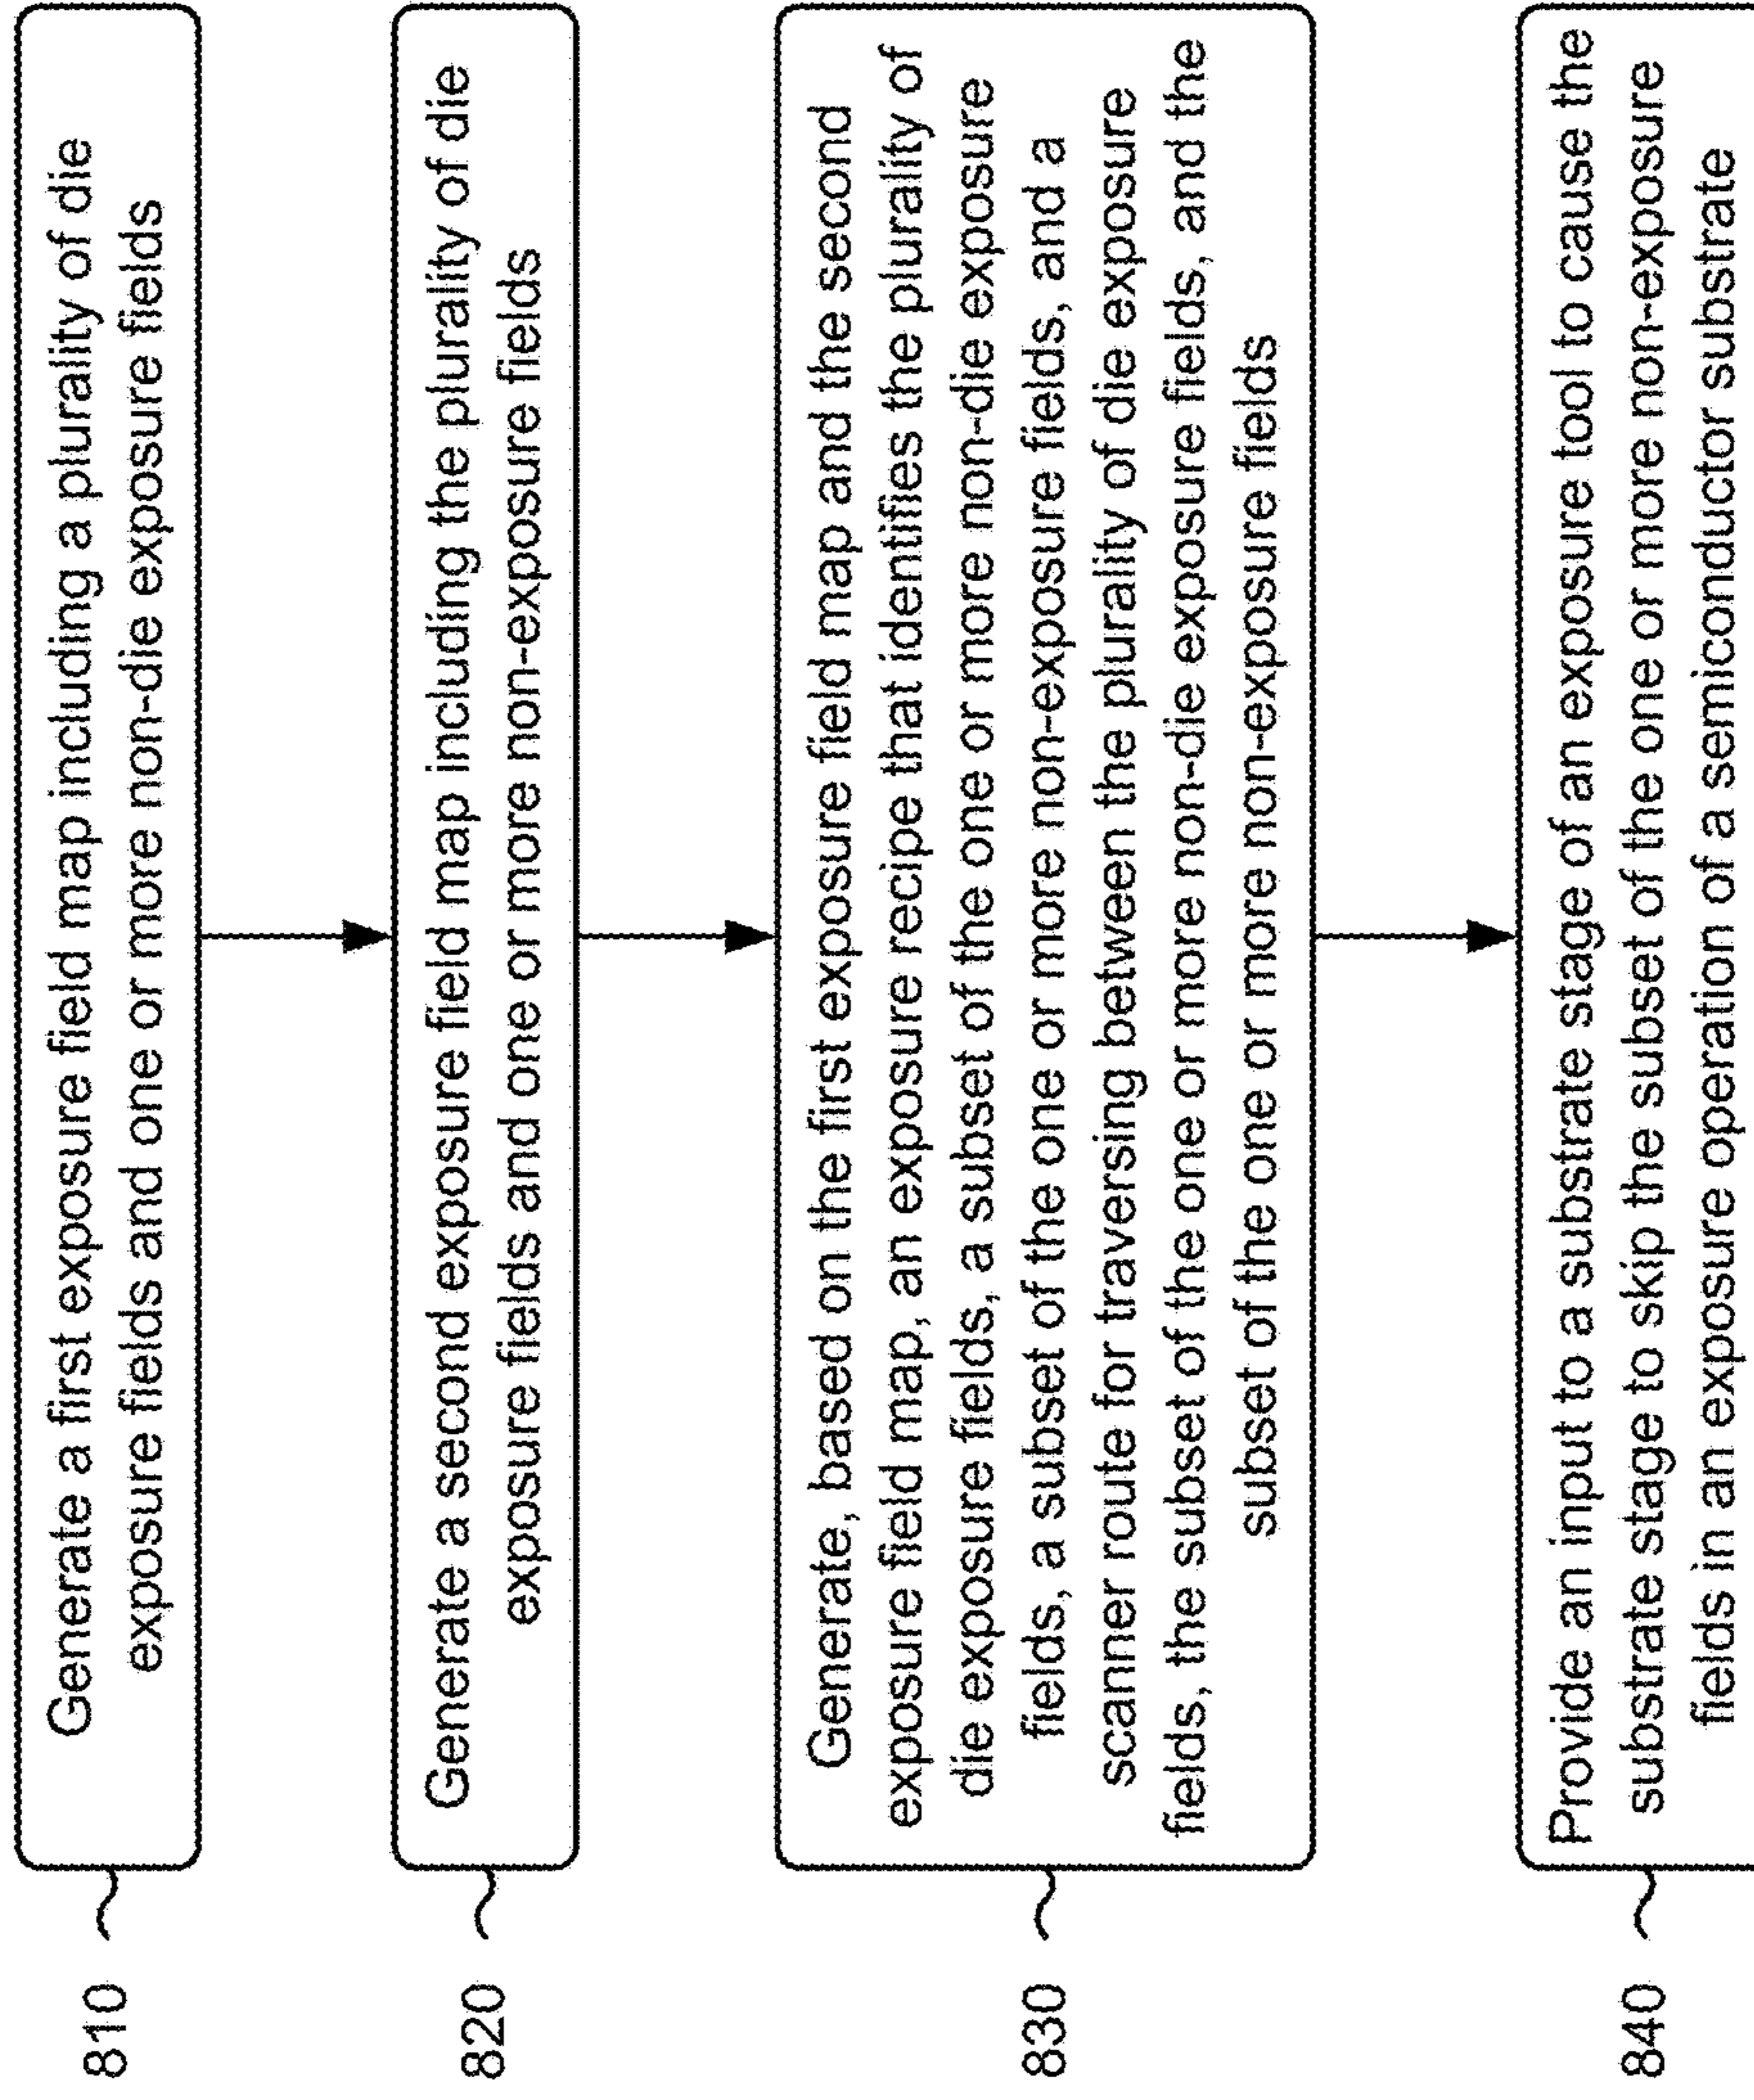 810
Generate a first exposure field map including a plurality of die
exposure fields and one or more non-die exposure fields
820
Generate a second exposure field map including the plurality of die
exposure fields and one or more non-exposure fields
830
Generate, based on the first exposure field map and the second
exposure field map, an exposure recipe that identifies the plurality of
die exposure fields, a subset of the one or more non-die exposure
fields, a subset of the one or more non-exposure fields, and a
scanner route for traversing between the plurality of die exposure
fields, the subset of the one or more non-die exposure fields, and the
subset of the one or more non-exposure fields
840
Provide an input to a substrate stage of an exposure tool to cause the
substrate stage to skip the subset of the one or more non-exposure
fields in an exposure operation of a semiconductor substrate